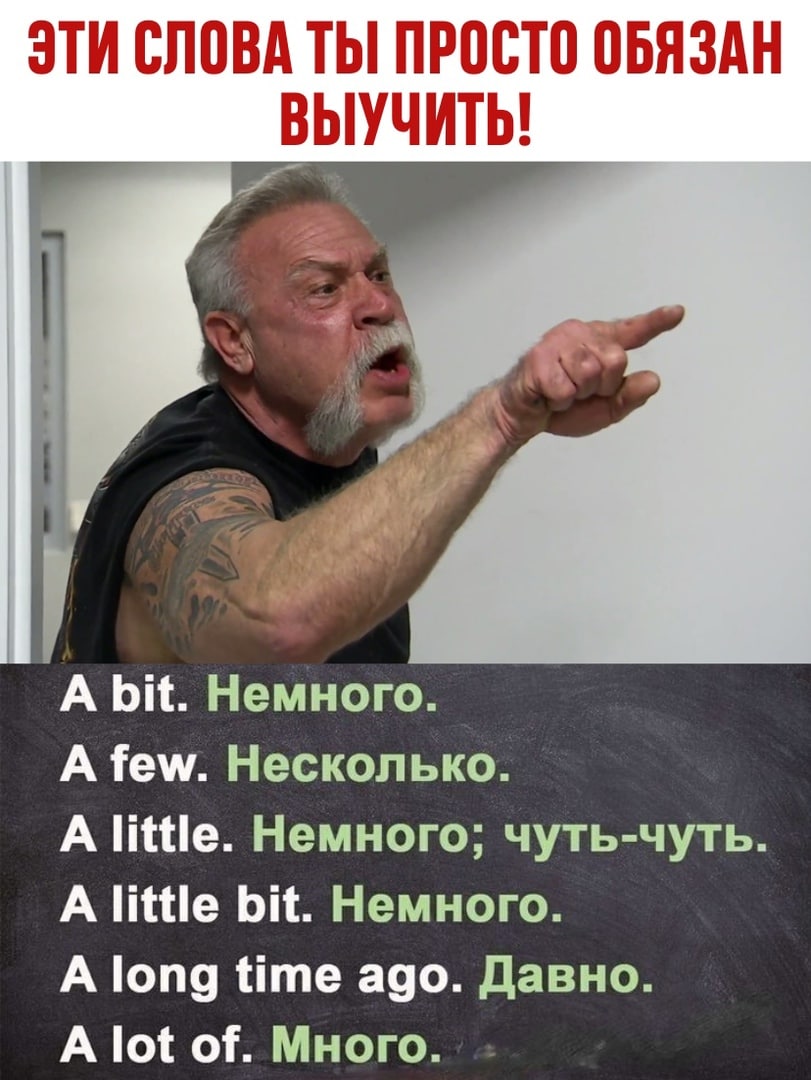 ЭТИ СЛОВА ТЫ ПРОСТО ОБЯЗАН
ВЫУЧИТЬ!
A bit. Немного.
A few. Несколько.
A little. Немного; чуть-чуть.
A little bit. Немного.
A long time ago. Давно.
A lot of. Много.